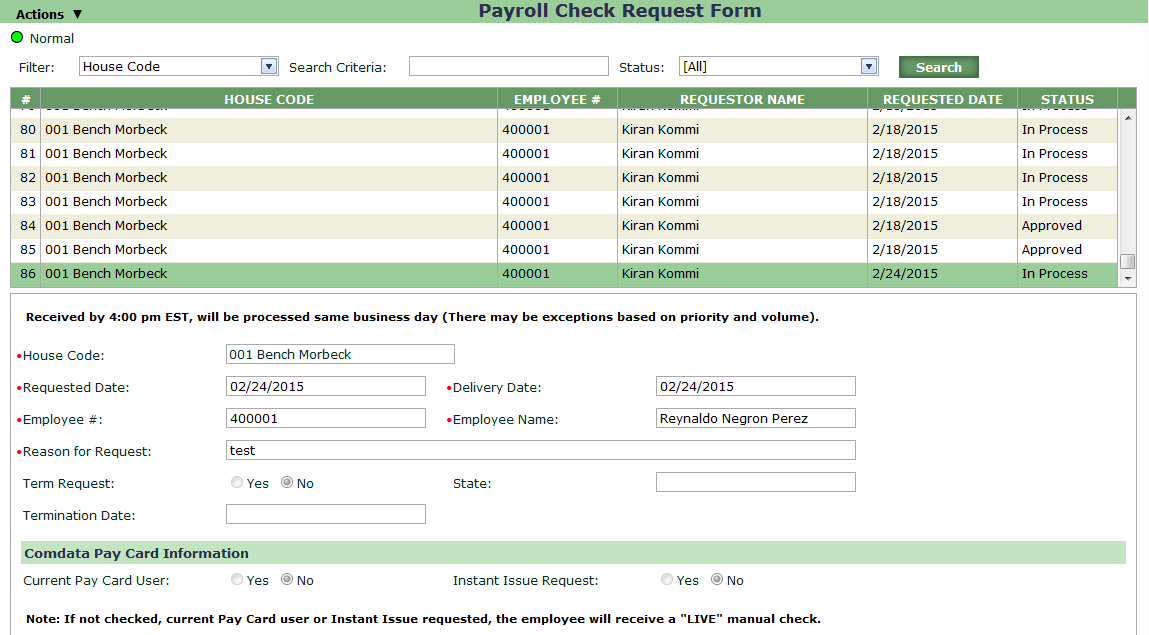 Actions ▼ Payroll Check Request Form
Normal
Filter: House Code Search Criteria: Status: [All] Search
# HOUSE CODE EMPLOYEE # REQUESTOR NAME REQUESTED DATE STATUS
80 001 Bench Morbeck 400001 Kiran Kommi 2/18/2015 In Process
81 001 Bench Morbeck 400001 Kiran Kommi 2/18/2015 In Process
82 001 Bench Morbeck 400001 Kiran Kommi 2/18/2015 In Process
83 001 Bench Morbeck 400001 Kiran Kommi 2/18/2015 In Process
84 001 Bench Morbeck 400001 Kiran Kommi 2/18/2015 Approved
85 001 Bench Morbeck 400001 Kiran Kommi 2/18/2015 Approved
86 001 Bench Morbeck 400001 Kiran Kommi 2/24/2015 In Process
Received by 4:00 pm EST, will be processed same business day (There may be exceptions based on priority and volume).
•House Code: 001 Bench Morbeck
•Requested Date: 02/24/2015 •Delivery Date: 02/24/2015
•Employee #: 400001 •Employee Name: Reynaldo Negron Perez
•Reason for Request: test
Term Request: Yes No State:
Termination Date:
Comdata Pay Card Information
Current Pay Card User: Yes No Instant Issue Request: Yes No
Note: If not checked, current Pay Card user or Instant Issue requested, the employee will receive a "LIVE" manual check.